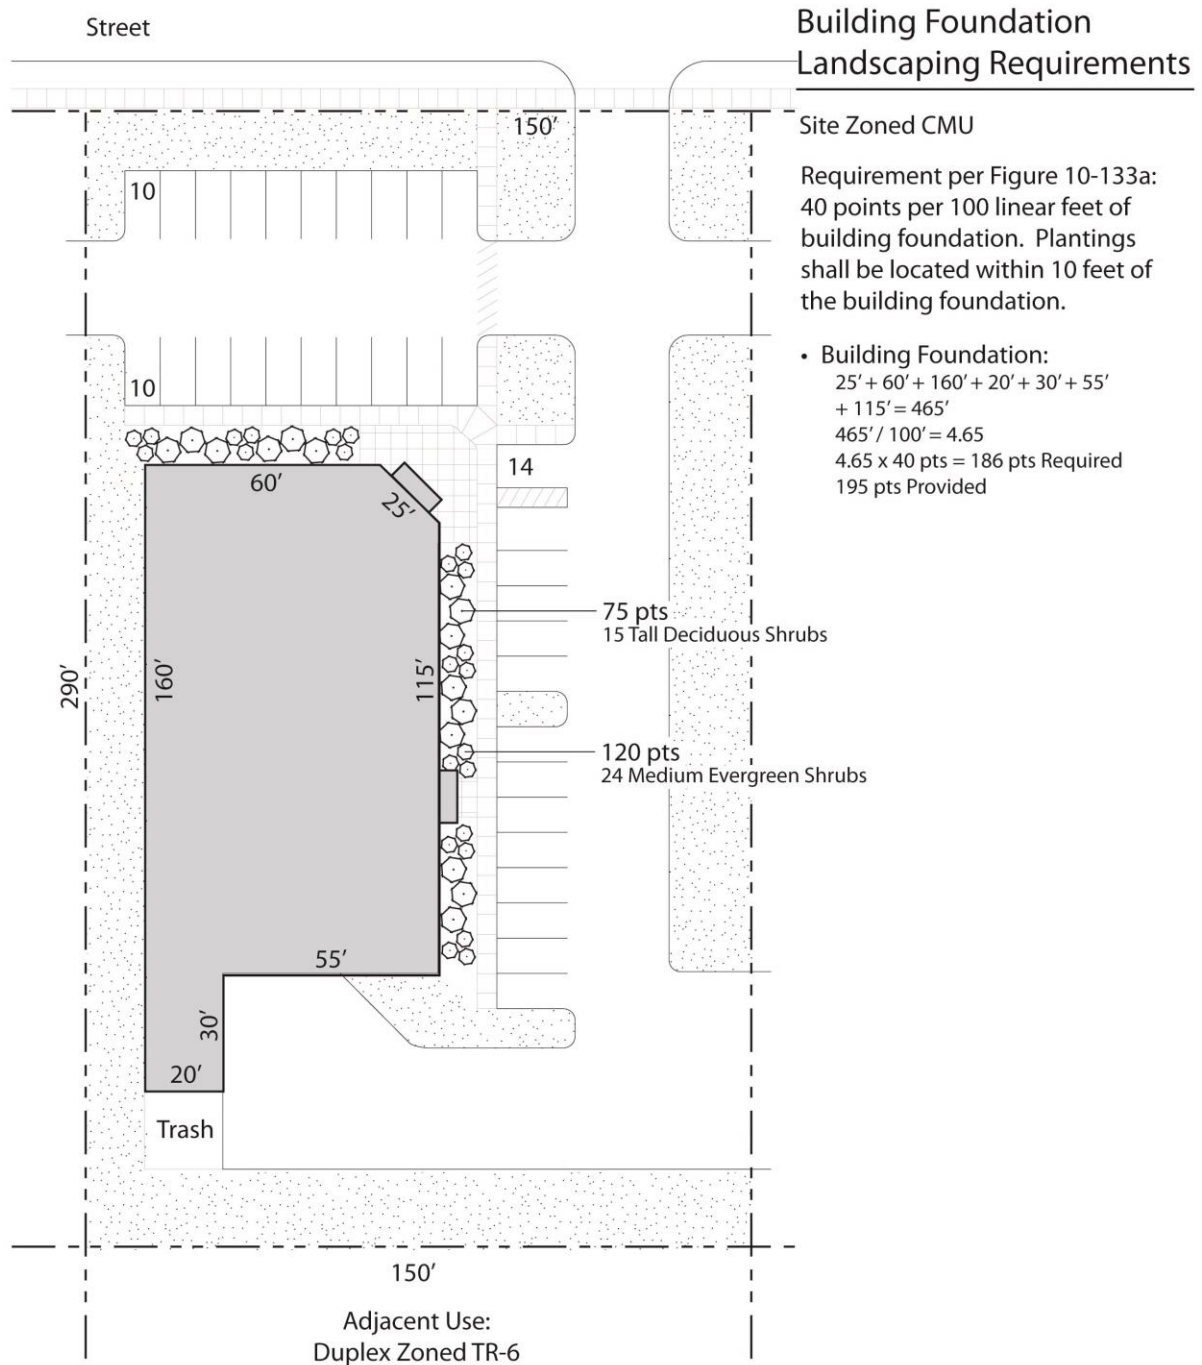 Street
Building Foundation
Landscaping Requirements
150’
Site Zoned CMU
10
Requirement per Figure 10-133a:
40 points per 100 linear feet of
building foundation. Plantings
shall be located within 10 feet of
the building foundation.
10
• Building Foundation:
25’ + 60’ + 160’ + 20’ + 30’ + 55’
+ 115’ = 465’
465’ / 100’ = 4.65
4.65 x 40 pts = 186 pts Required
195 pts Provided
14
60’
25’
75 pts
15 Tall Deciduous Shrubs
290’
160’
115’
120 pts
24 Medium Evergreen Shrubs
55’
30’
20’
Trash
150’
Adjacent Use:
Duplex Zoned TR-6